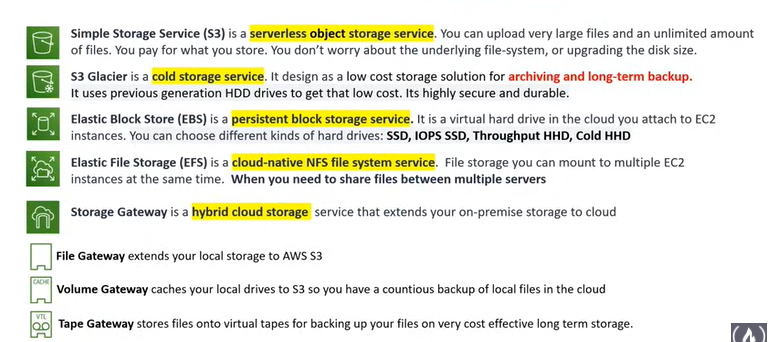 Simple Storage Service (S3) is a serverless object storage service. You can upload very large files and an unlimited amount
of files. You pay for what you store. You don’t worry about the underlying file-system, or upgrading the disk size.
S3 Glacier is a cold storage service. It design as a low cost storage solution for archiving and long-term backup.
It uses previous generation HDD drives to get that low cost. Its highly secure and durable.
Elastic Block Store (EBS) is a persistent block storage service. It is a virtual hard drive in the cloud you attach to EC2
instances. You can choose different kinds of hard drives: SSD, IOPS SSD, Throughput HHD, Cold HHD
Elastic File Storage (EFS) is a cloud-native NFS file system service. File storage you can mount to multiple EC2
instances at the same time. When you need to share files between multiple servers
Storage Gateway is a hybrid cloud storage service that extends your on-premise storage to cloud
File Gateway extends your local storage to AWS S3
CACHE
Volume Gateway caches your local drives to S3 so you have a countious backup of local files in the cloud
VTL
Tape Gateway stores files onto virtual tapes for backing up your files on very cost effective long term storage.